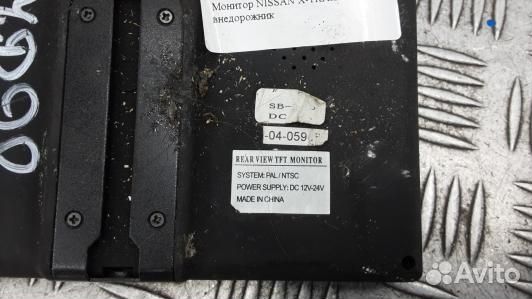 Монитор NISSAN X-TRAIL
внедорожник
06GR
SB-
DC
-04-059
REAR VIEW TFT MONITOR
SYSTEM: PAL / NTSC
POWER SUPPLY: DC 12V-24V
MADE IN CHINA
Avito